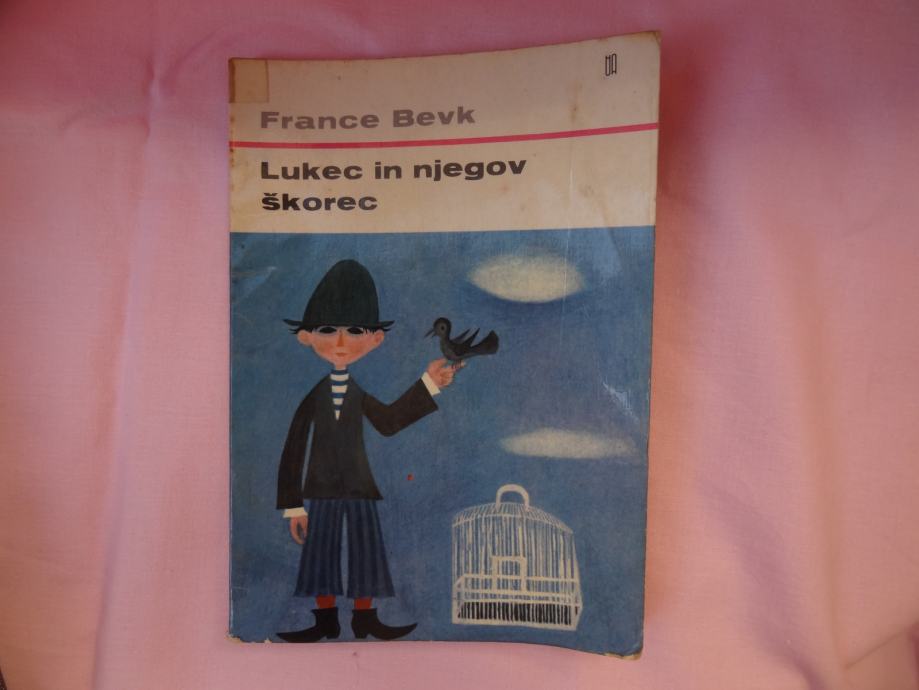 France Bevk
Lukec in njegov
škorec